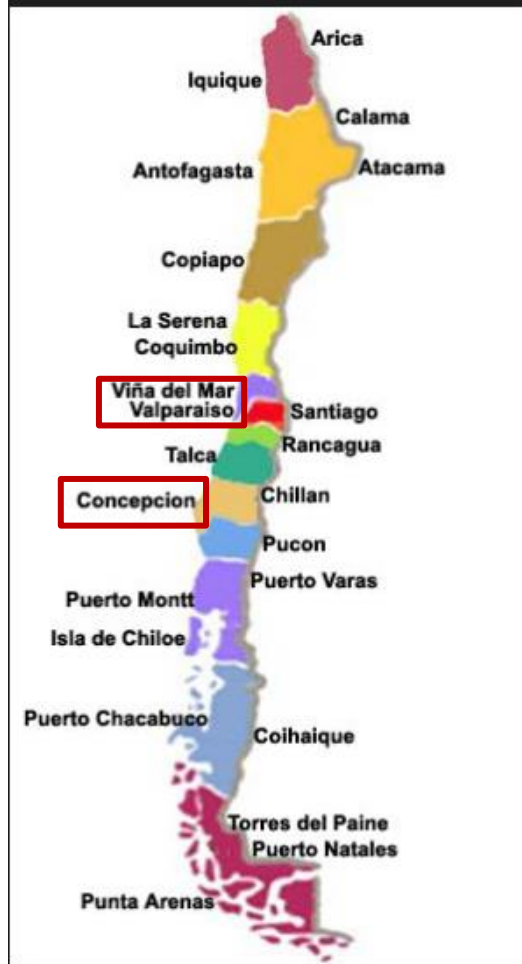 Arica
Iquique
Calama
Antofagasta
Atacama
Copiapo
La Serena
Coquimbo
Viña del Mar
Valparaiso
Santiago
Rancagua
Talca
Concepcion
Chillan
Pucon
Puerto Varas
Puerto Montt
Isla de Chiloe
Puerto Chacabuco
Coihaique
Torres del Paine
Puerto Natales
Punta Arenas